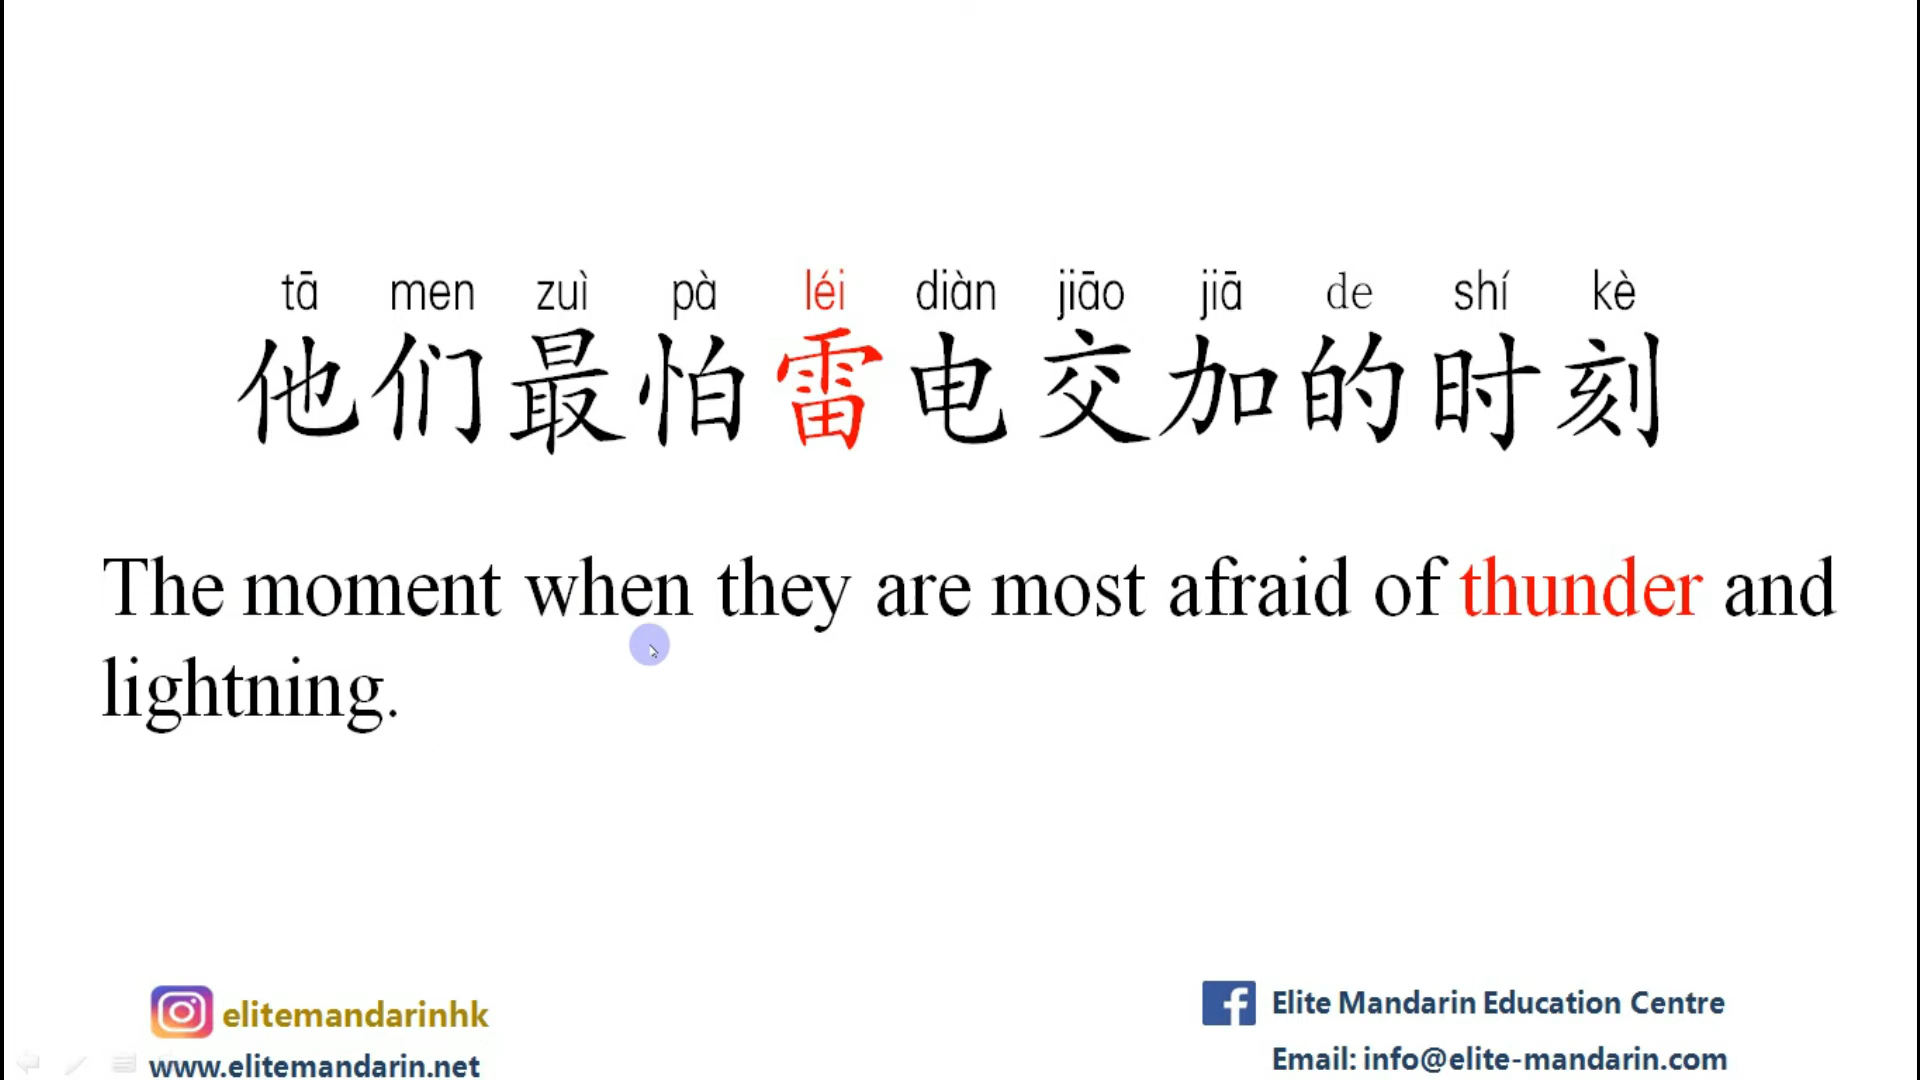 tā men zuì pà léi diàn jiāo jiā de shí kè
他们最怕雷电交加的时刻
The moment when they are most afraid of thunder and
lightning.
elitemandarinhk
www.elitemandarin.net
Elite Mandarin Education Centre
Email: info@elite-mandarin.com